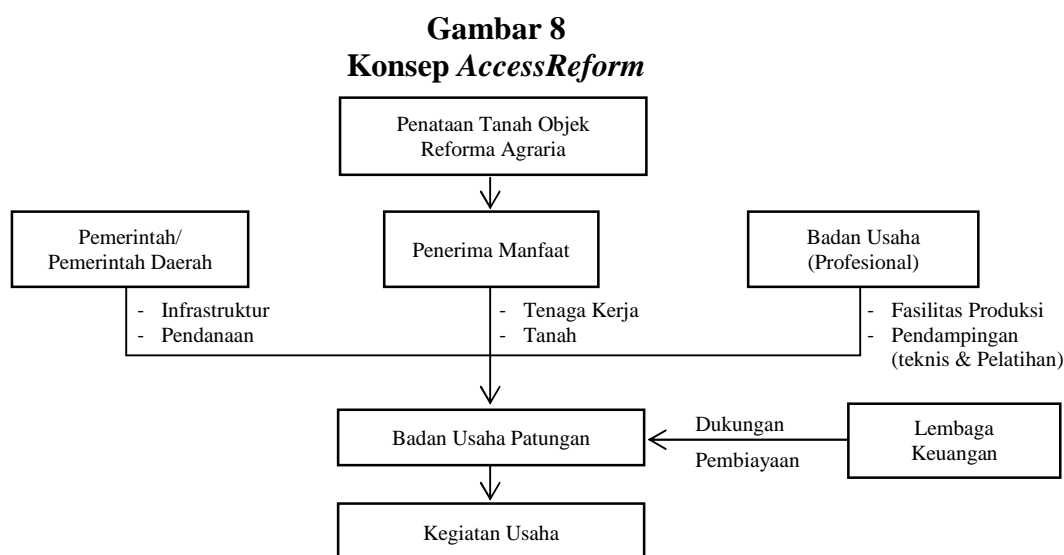 Gambar 8
Konsep AccessReform
Penataan Tanah Objek
Reforma Agraria
Pemerintah/
Pemerintah Daerah
Penerima Manfaat
Badan Usaha
(Profesional)
- Infrastruktur
- Pendanaan
- Tenaga Kerja
- Tanah
- Fasilitas Produksi
- Pendampingan
(teknis & Pelatihan)
Badan Usaha Patungan
Dukungan
Pembiayaan
Lembaga
Keuangan
Kegiatan Usaha